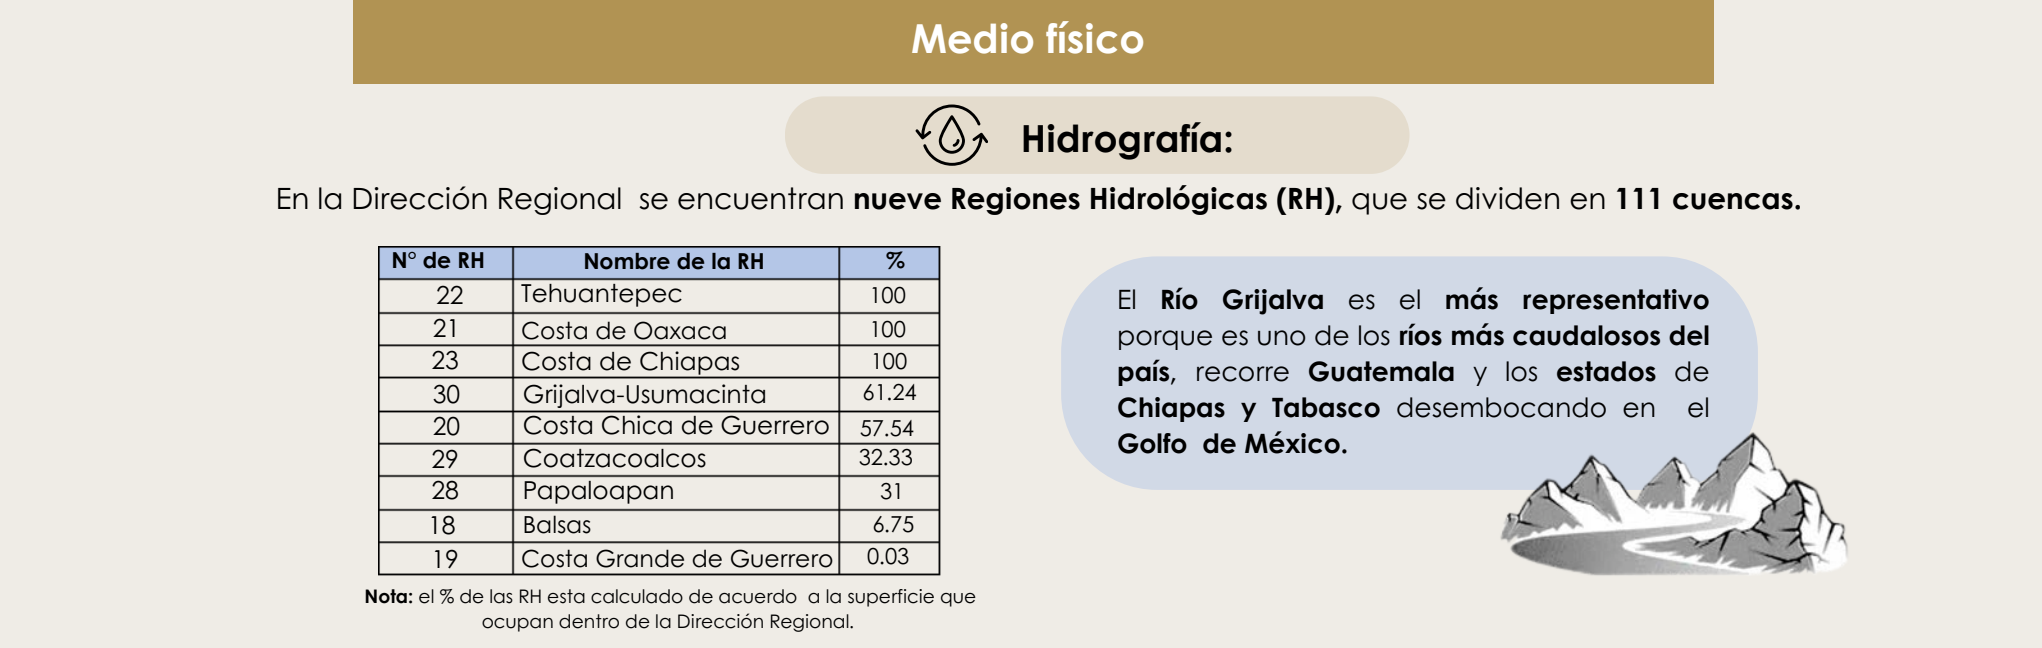 Medio físico
Hidrografía:
En la Dirección Regional se encuentran nueve Regiones Hidrológicas (RH), que se dividen en 111 cuencas.
N° de RH Nombre de la RH %
22 Tehuantepec 100
21 Costa de Oaxaca 100
23 Costa de Chiapas 100
30 Grijalva-Usumacinta 61.24
20 Costa Chica de Guerrero 57.54
29 Coatzacoalcos 32.33
28 Papaloapan 31
18 Balsas 6.75
19 Costa Grande de Guerrero 0.03
Nota: el % de las RH esta calculado de acuerdo a la superficie que
ocupan dentro de la Dirección Regional.
El Río Grijalva es el más representativo
porque es uno de los ríos más caudalosos del
país, recorre Guatemala y los estados de
Chiapas y Tabasco desembocando en el
Golfo de México.